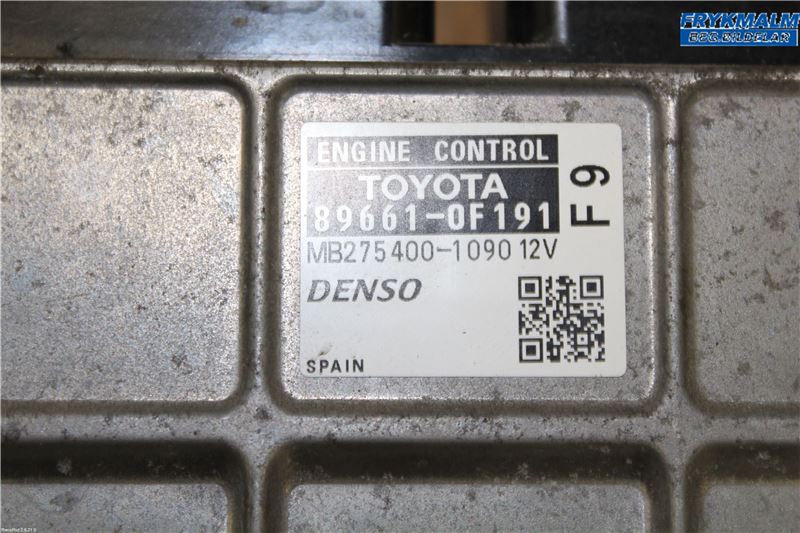 FRYKMALM
BEG.BILDELAR
ENGINE CONTROL
TOYOTA
89661-0F191
F9
MB275400-1090 12V
DENSO
SPAIN